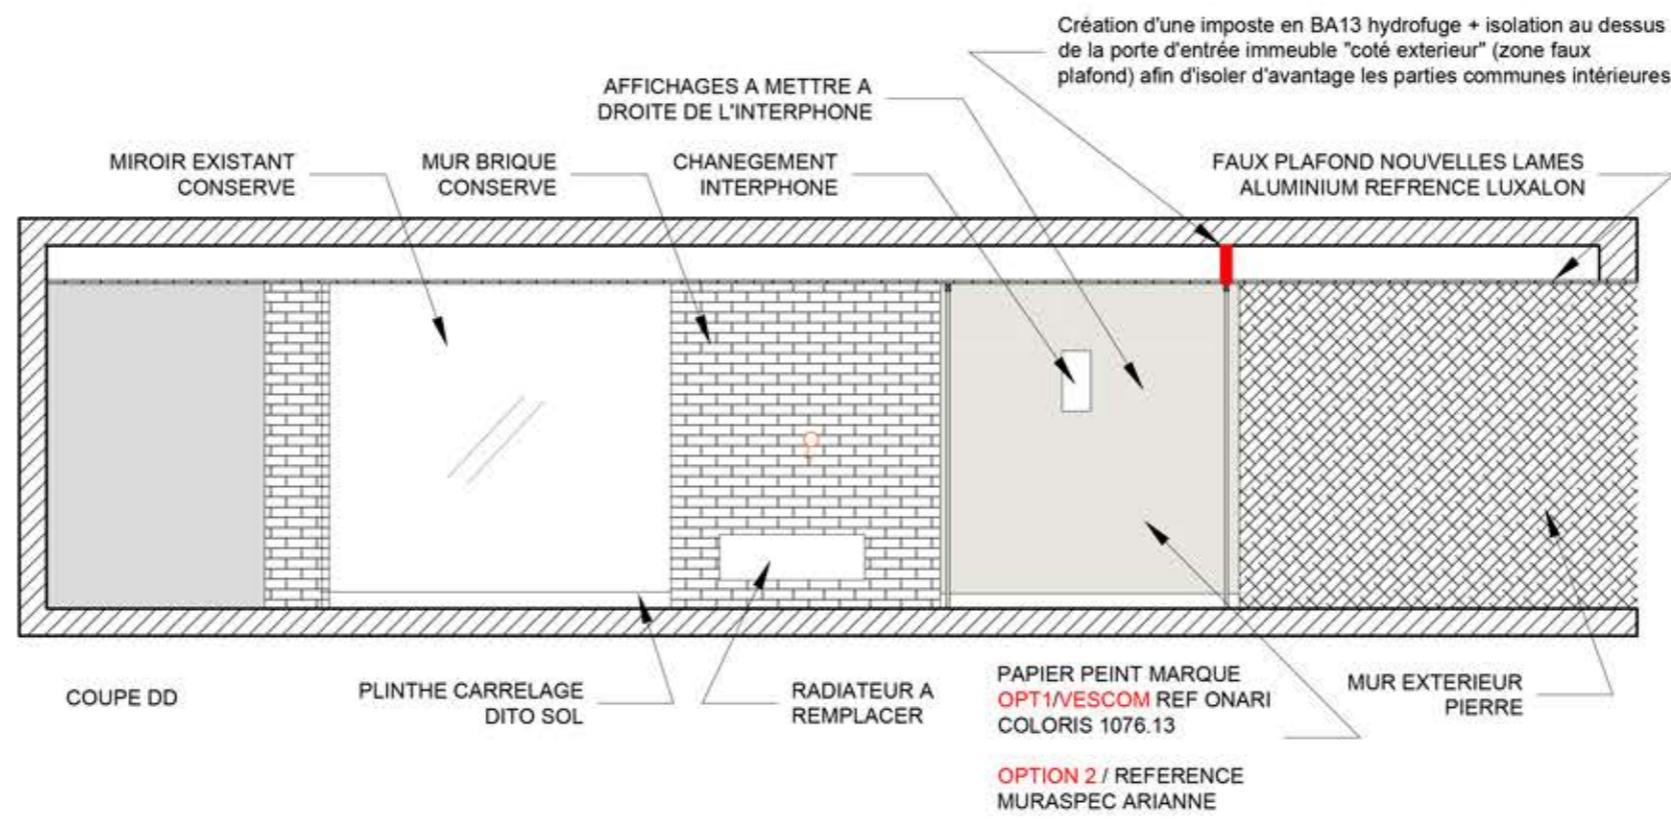 Création d'une imposte en BA13 hydrofuge + isolation au dessus
de la porte d'entrée immeuble "coté exterieur" (zone faux
plafond) afin d'isoler d'avantage les parties communes intérieures
AFFICHAGES A METTRE A
DROITE DE L'INTERPHONE
MIROIR EXISTANT
CONSERVE
MUR BRIQUE
CONSERVE
CHANEGEMENT
INTERPHONE
FAUX PLAFOND NOUVELLES LAMES
ALUMINIUM REFRENCE LUXALON
COUPE DD
PLINTHE CARRELAGE
DITO SOL
RADIATEUR A
REMPLACER
PAPIER PEINT MARQUE
OPT1/VESCOM REF ONARI
COLORIS 1076.13
OPTION 2 / REFERENCE
MURASPEC ARIANNE
MUR EXTERIEUR
PIERRE